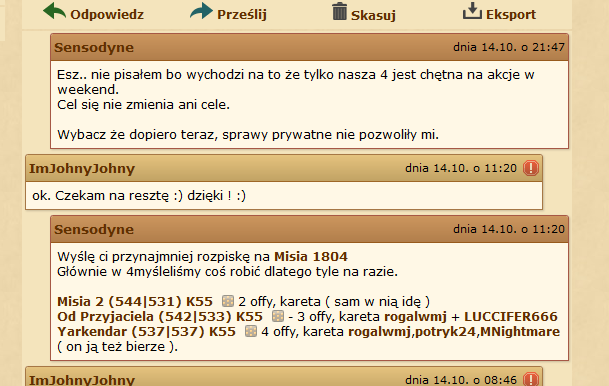 Odpowiedz Prześlij Skasuj Eksport
Sensodyne dnia 14.10. o 21:47
Esz.. nie pisałem bo wychodzi na to że tylko nasza 4 jest chętna na akcje w
weekend.
Cel się nie zmienia ani cele.
Wybacz że dopiero teraz, sprawy prywatne nie pozwoliły mi.
ImJohnyJohny dnia 14.10. o 11:20
ok. Czekam na resztę :) dzięki ! :)
Sensodyne dnia 14.10. o 11:20
Wyślę ci przynajmniej rozpiskę na Misia 1804
Głównie w 4myśleliśmy coś robić dlatego tyle na razie.
Misia 2 (544|531) K55 2 offy, kareta ( sam w nią idę )
Od Przyjaciela (542|533) K55 - 3 offy, kareta rogalwmj + LUCCIFER666
Yarkendar (537|537) K55 4 offy, kareta rogalwmj,potryk24,MNightmare
( on ją też bierze ).
ImJohnyJohny dnia 14.10. o 08:46